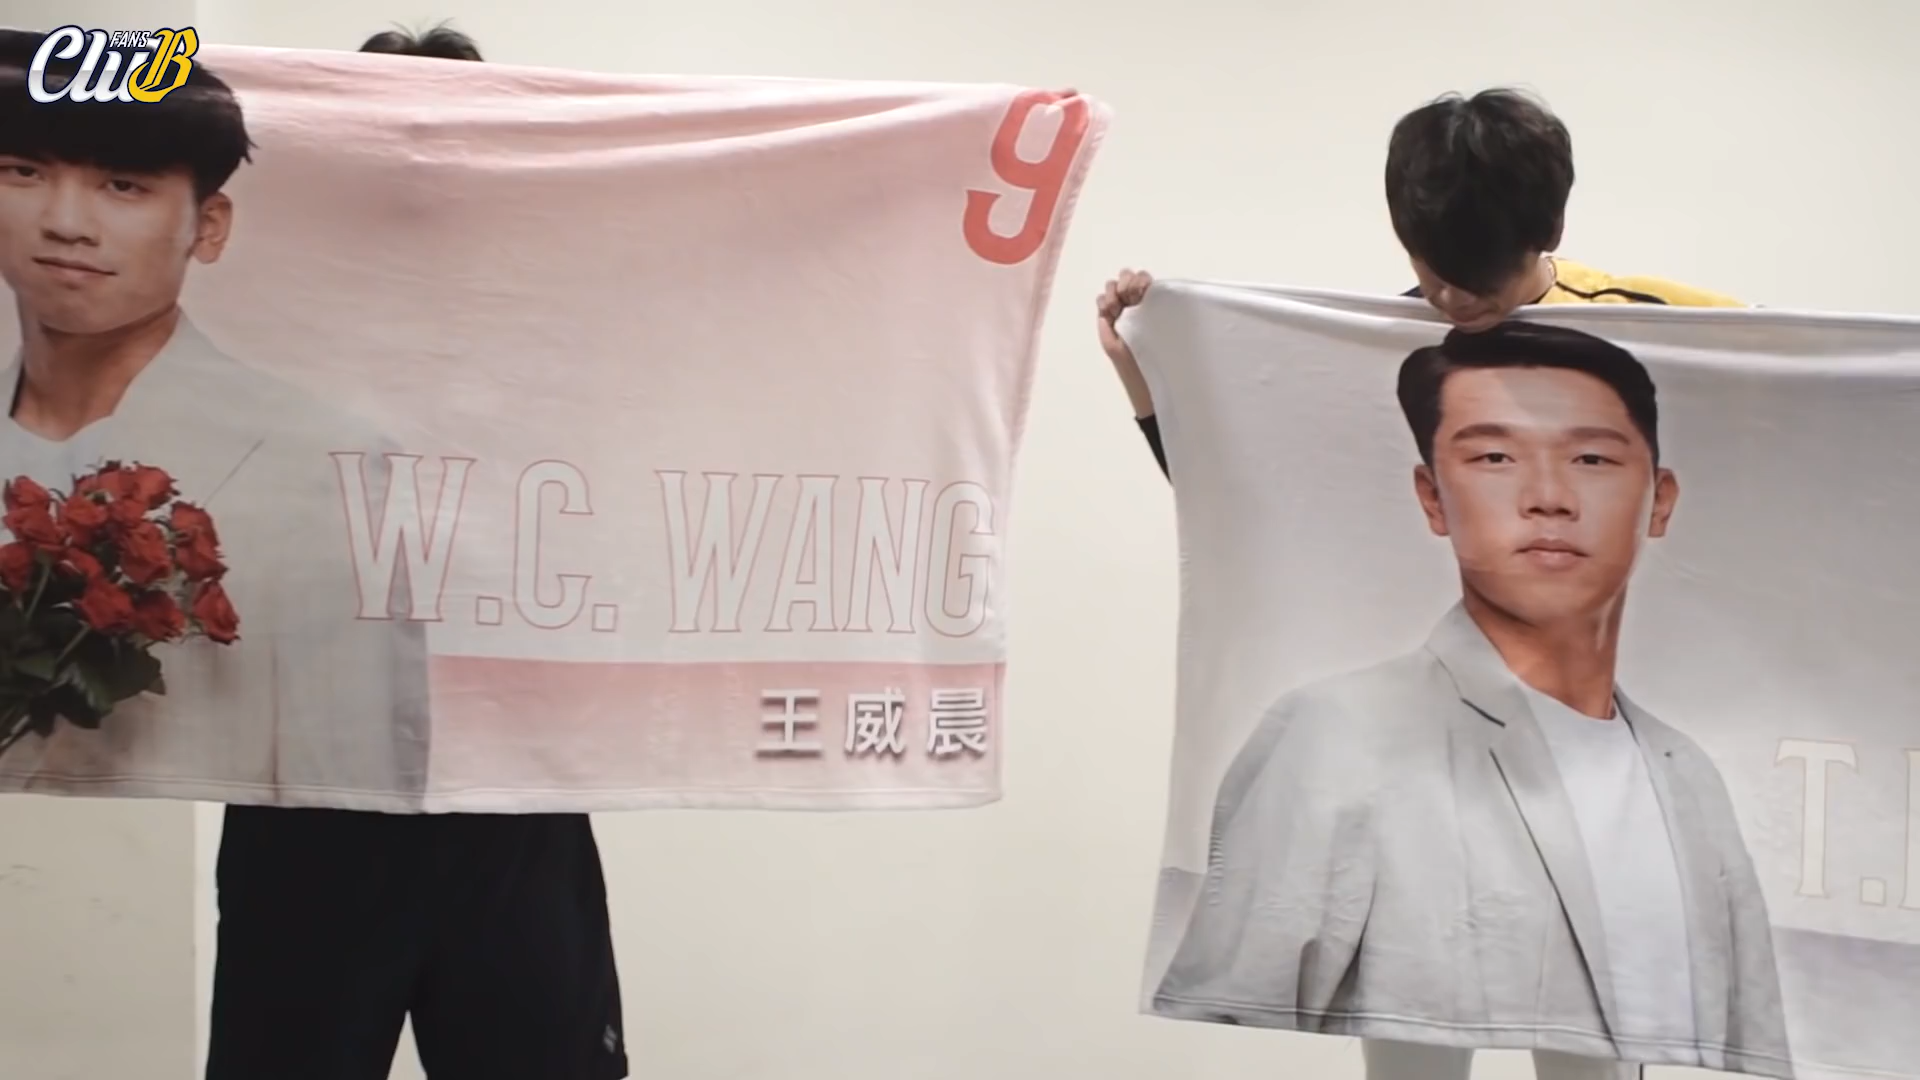 FANS
CluB
9
W.C. WANG
王威晨
T.